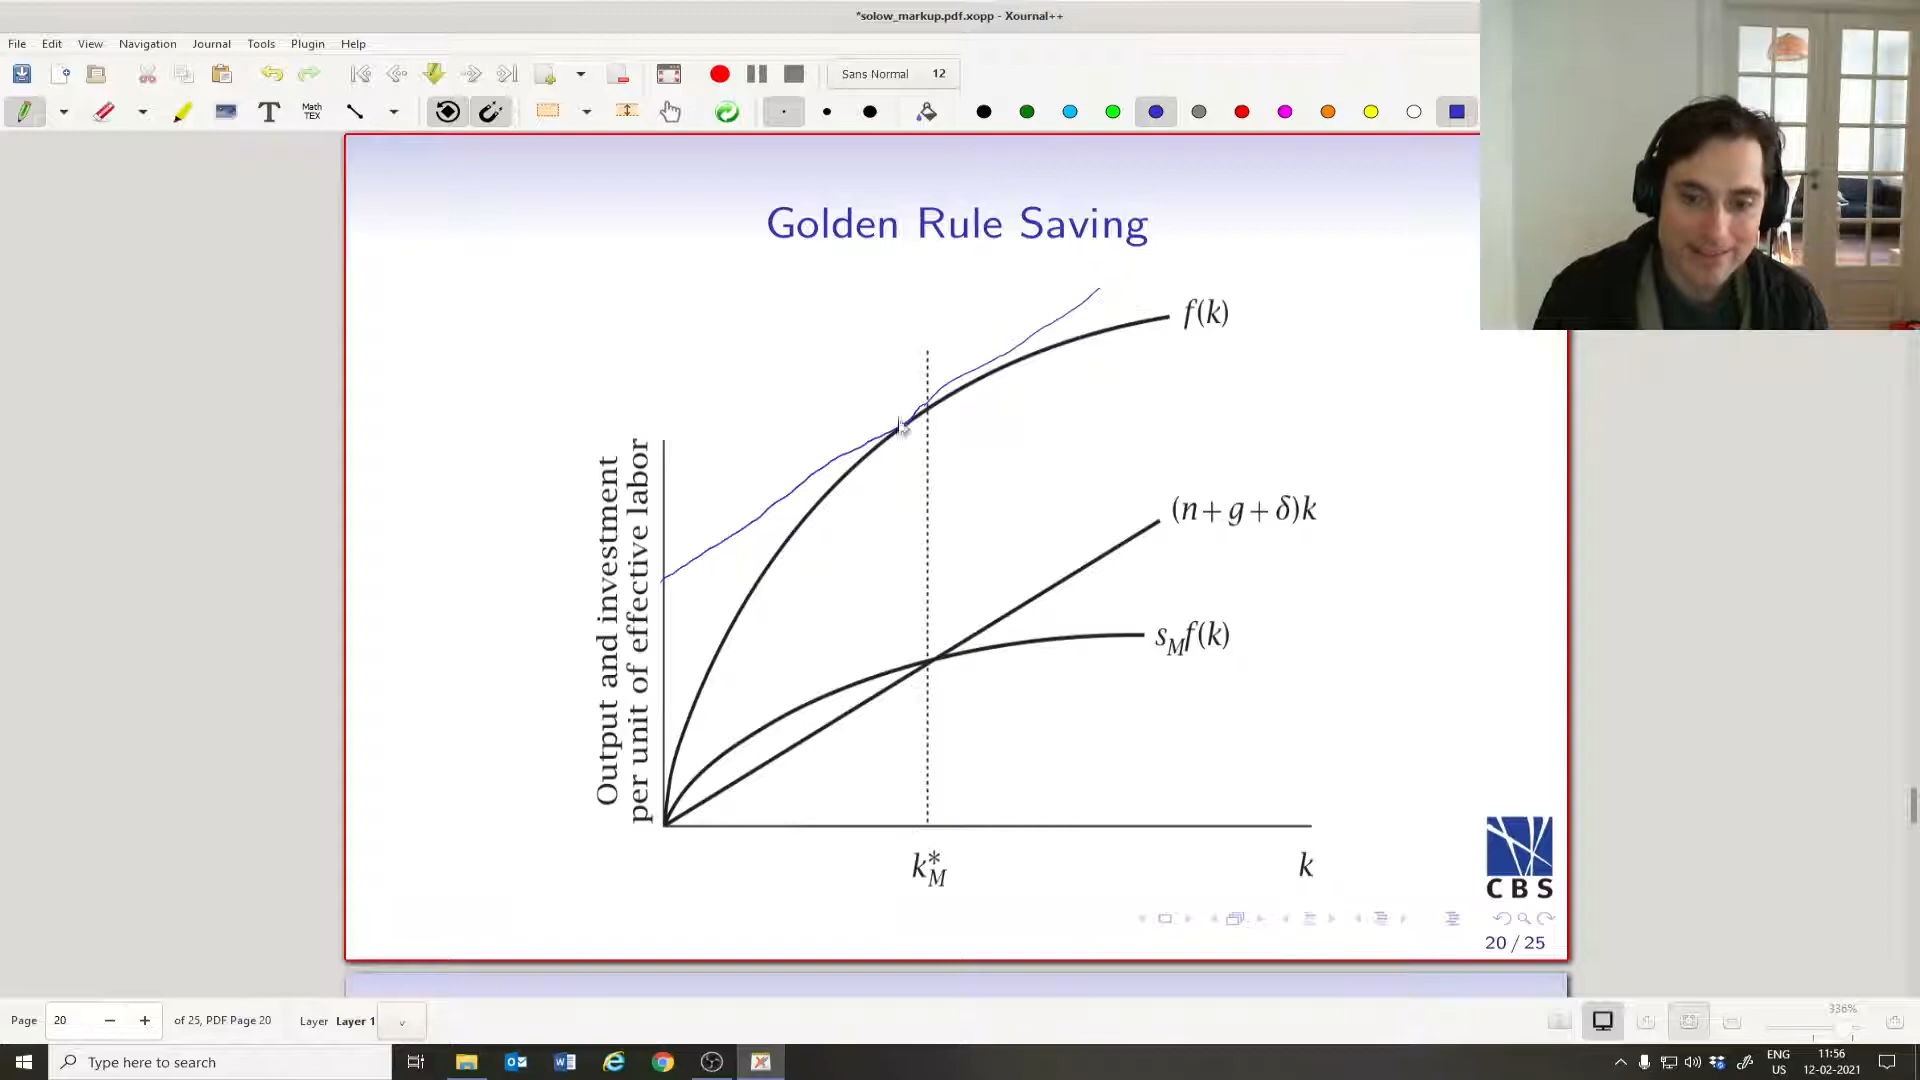 *solow_markup.pdf.xopp - Xournal++
File Edit View Navigation Journal Tools Plugin Help
Sans Normal 12
T Math TEX
Golden Rule Saving
f(k)
(n+g+δ)k
s_M f(k)
Output and investment
per unit of effective labor
k*_M
k
CBS
20 / 25
Page 20 − + of 25, PDF Page 20 Layer Layer 1
336%
Type here to search
ENG
US
11:56
12-02-2021